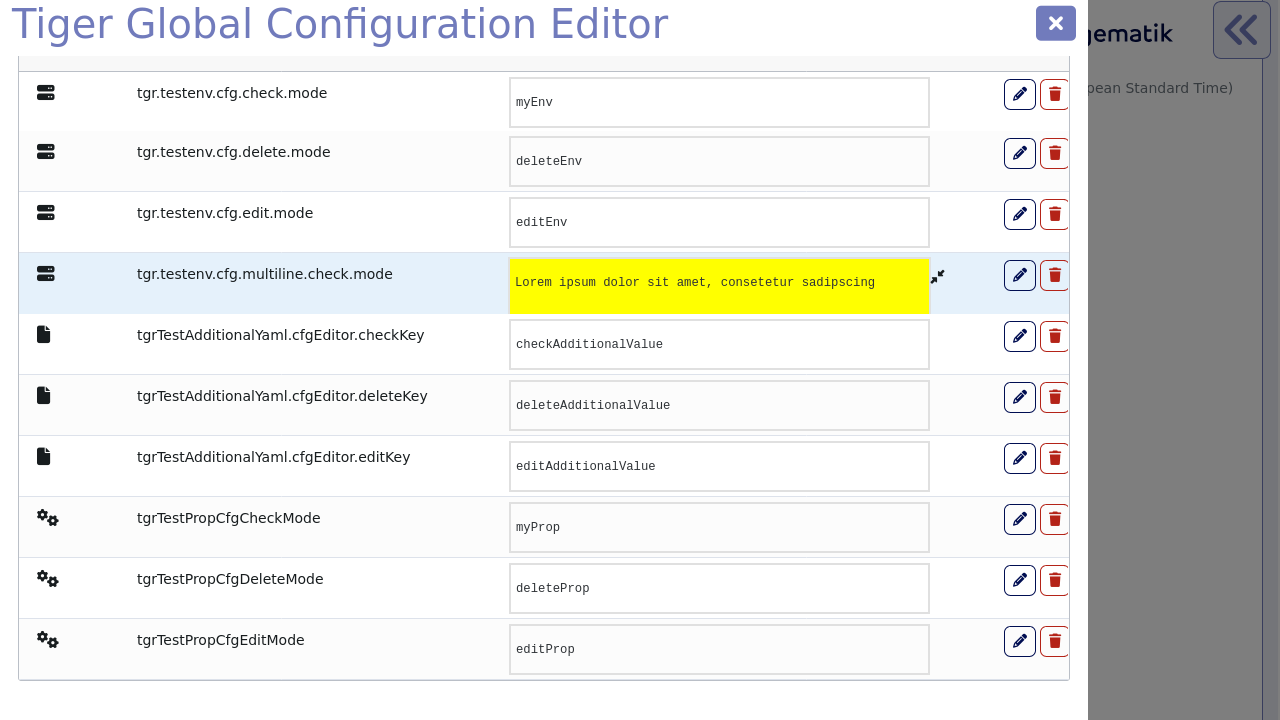 Tiger Global Configuration Editor
gematik
pean Standard Time)
tgr.testenv.cfg.check.mode
myEnv
tgr.testenv.cfg.delete.mode
deleteEnv
tgr.testenv.cfg.edit.mode
editEnv
tgr.testenv.cfg.multiline.check.mode
Lorem ipsum dolor sit amet, consetetur sadipscing
tgrTestAdditionalYaml.cfgEditor.checkKey
checkAdditionalValue
tgrTestAdditionalYaml.cfgEditor.deleteKey
deleteAdditionalValue
tgrTestAdditionalYaml.cfgEditor.editKey
editAdditionalValue
tgrTestPropCfgCheckMode
myProp
tgrTestPropCfgDeleteMode
deleteProp
tgrTestPropCfgEditMode
editProp